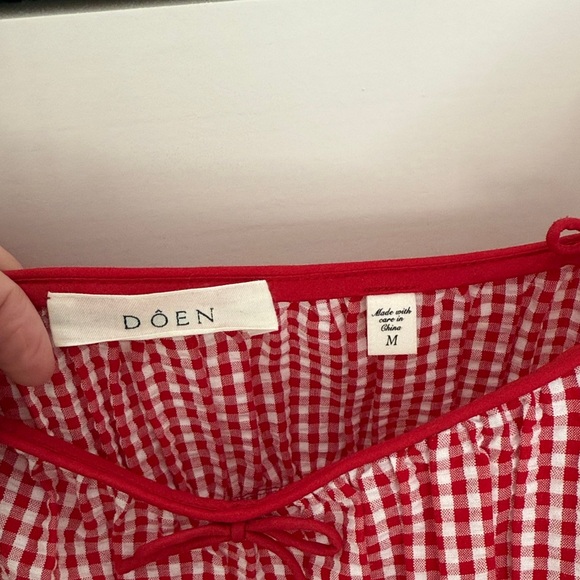 DÔEN
Made with
care in
China
M